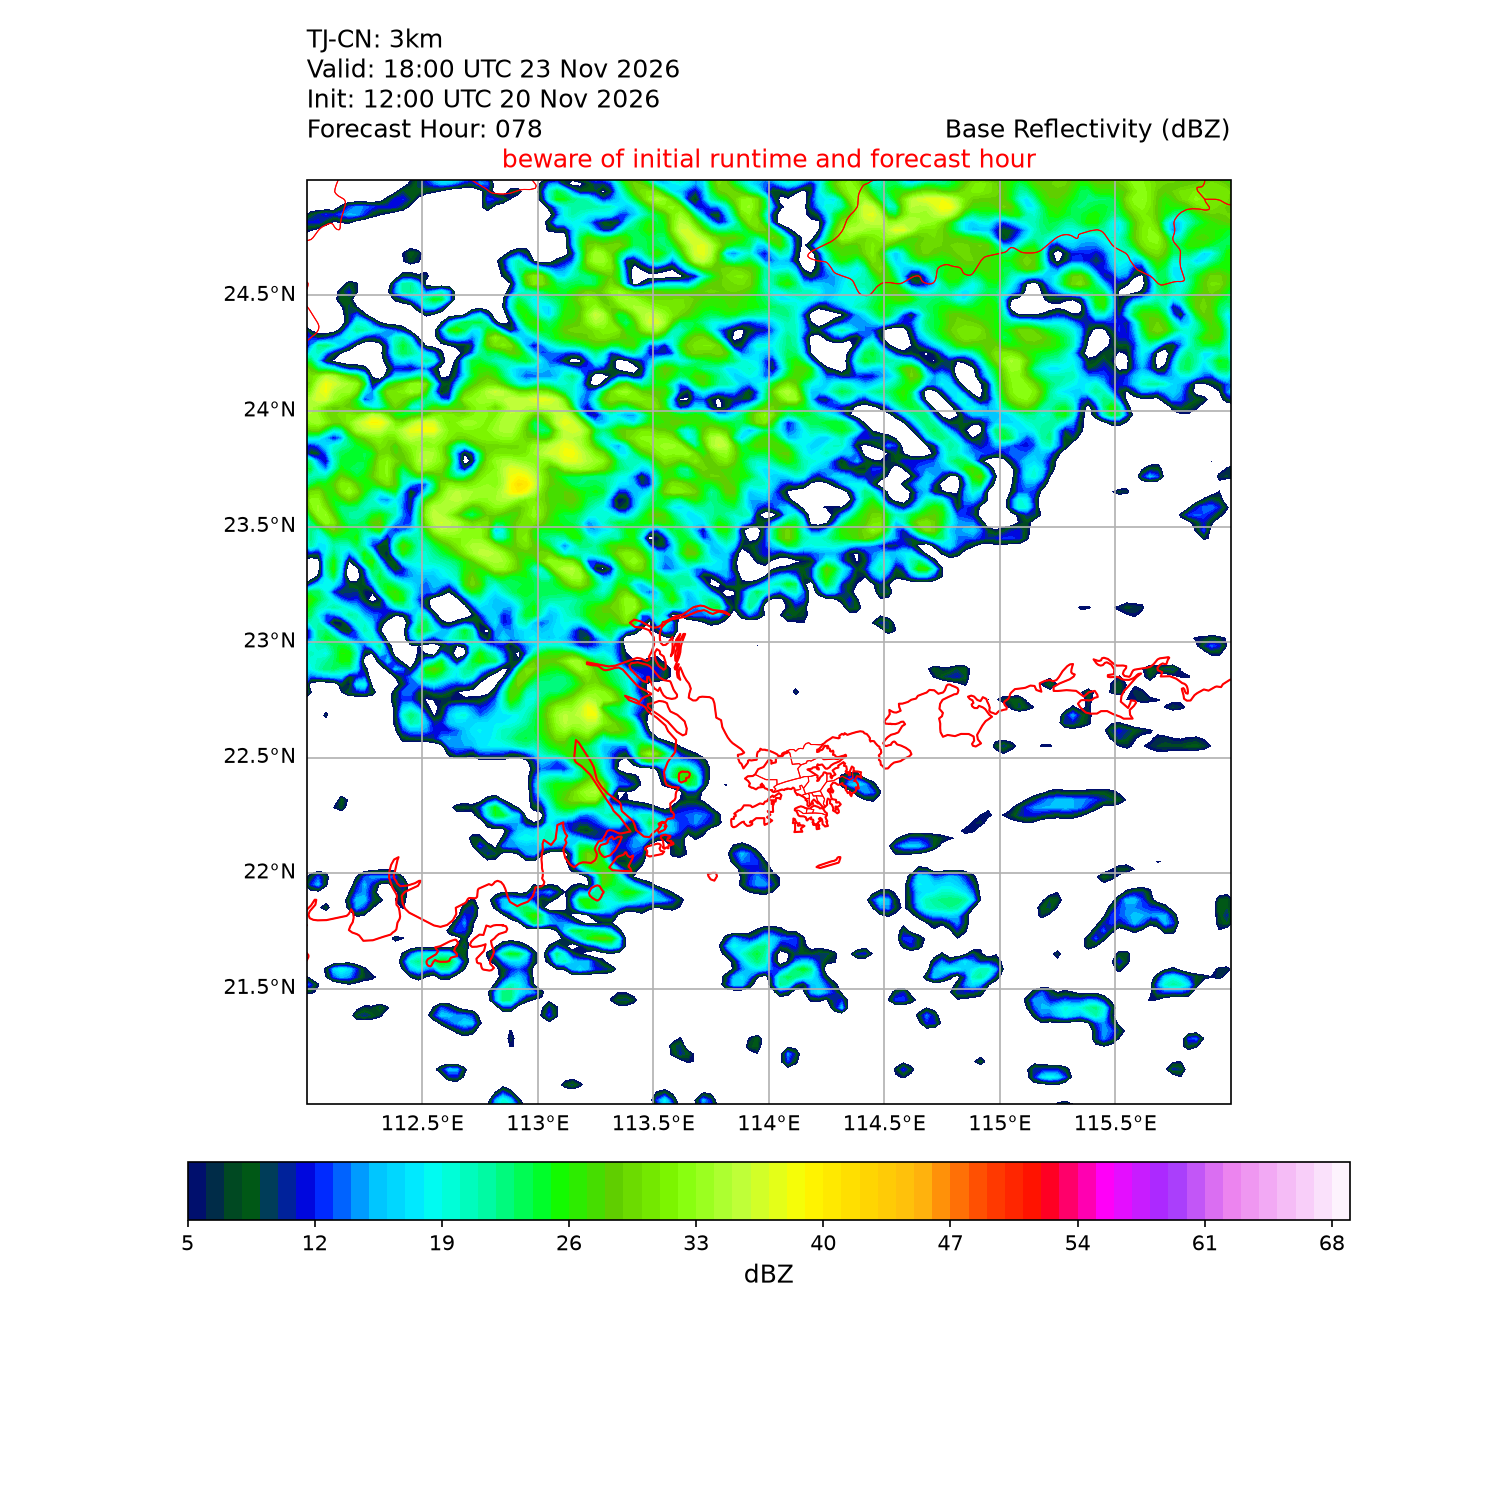 TJ-CN: 3km
Valid: 18:00 UTC 23 Nov 2026
Init: 12:00 UTC 20 Nov 2026
Forecast Hour: 078
Base Reflectivity (dBZ)
beware of initial runtime and forecast hour
24.5°N
24°N
23.5°N
23°N
22.5°N
22°N
21.5°N
112.5°E
113°E
113.5°E
114°E
114.5°E
115°E
115.5°E
5
12
19
26
33
40
47
54
61
68
dBZ